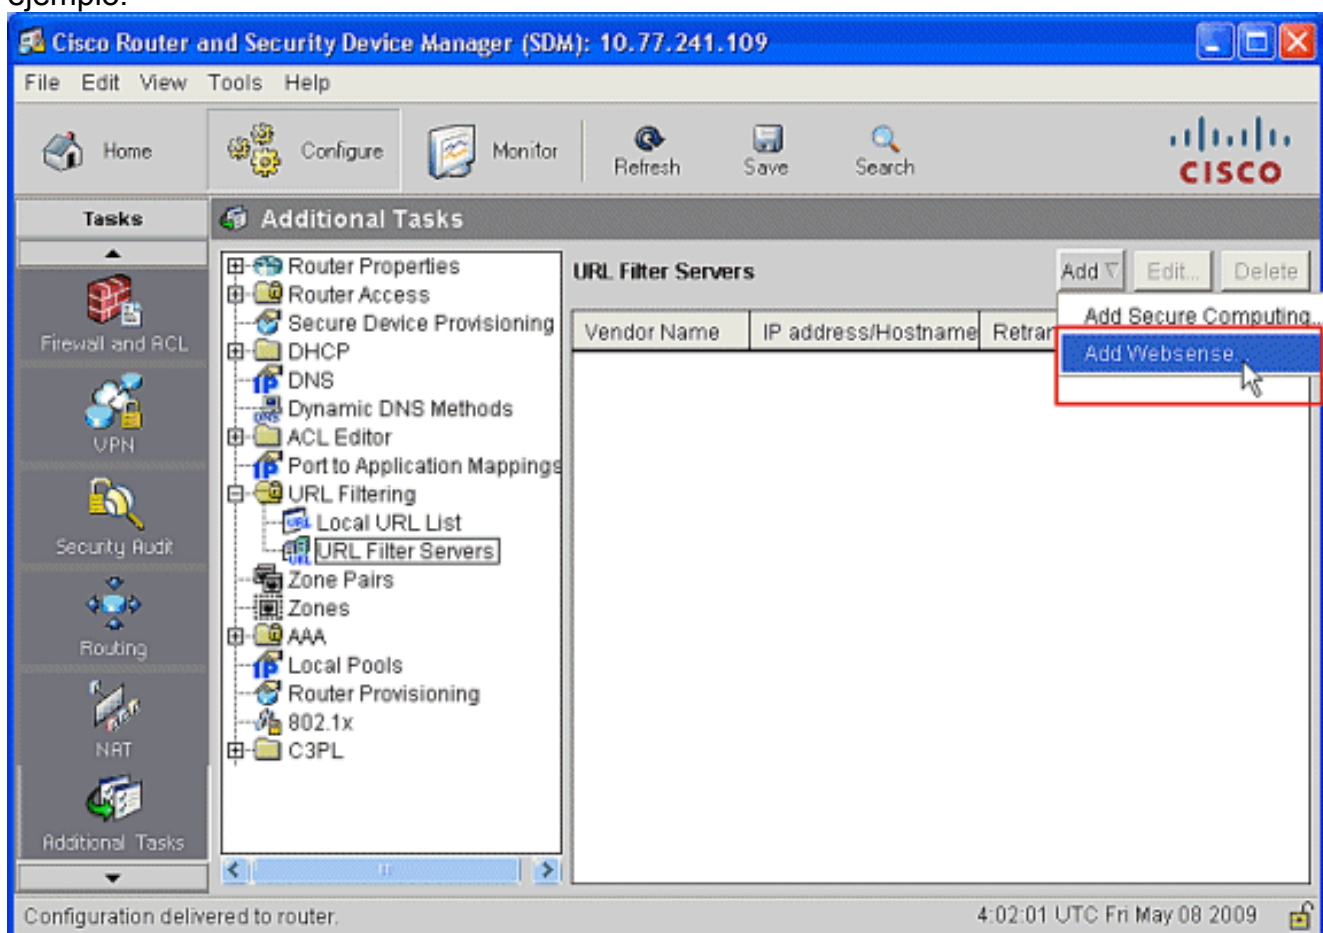 ejemplo:
Cisco Router and Security Device Manager (SDM): 10.77.241.109
File Edit View Tools Help
Home Configure Monitor Refresh Save Search
CISCO
Tasks
Additional Tasks
Firewall and ACL
VPN
Security Audit
Routing
NAT
Additional Tasks
Router Properties
Router Access
Secure Device Provisioning
DHCP
DNS
Dynamic DNS Methods
ACL Editor
Port to Application Mappings
URL Filtering
Local URL List
URL Filter Servers
Zone Pairs
Zones
AAA
Local Pools
Router Provisioning
802.1x
C3PL
URL Filter Servers
Add Edit... Delete
Vendor Name IP address/Hostname Retran
Add Secure Computing...
Add Websense...
Configuration delivered to router.
4:02:01 UTC Fri May 08 2009